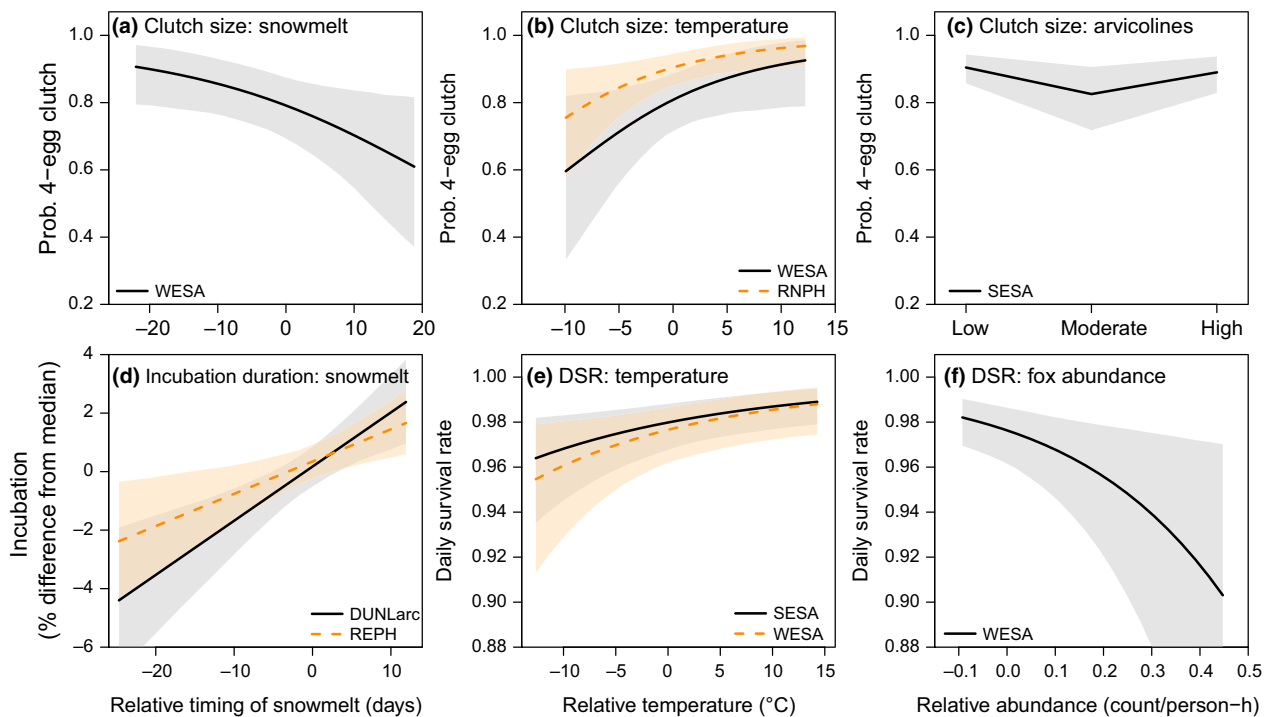 (a) Clutch size: snowmelt
Prob. 4−egg clutch
1.0
0.8
0.6
0.4
0.2
WESA
−20
−10
0
10
20
(b) Clutch size: temperature
Prob. 4−egg clutch
1.0
0.8
0.6
0.4
0.2
WESA
RNPH
−10
−5
0
5
10
15
(c) Clutch size: arvicolines
Prob. 4−egg clutch
1.0
0.8
0.6
0.4
0.2
SESA
Low
Moderate
High
(d) Incubation duration: snowmelt
Incubation
(% difference from median)
4
2
0
−2
−4
−6
DUNLarc
REPH
−20
−10
0
10
Relative timing of snowmelt (days)
(e) DSR: temperature
Daily survival rate
1.00
0.98
0.96
0.94
0.92
0.90
0.88
SESA
WESA
−10
−5
0
5
10
15
Relative temperature (°C)
(f) DSR: fox abundance
Daily survival rate
1.00
0.98
0.96
0.94
0.92
0.90
0.88
WESA
−0.1
0.0
0.1
0.2
0.3
0.4
0.5
Relative abundance (count/person−h)